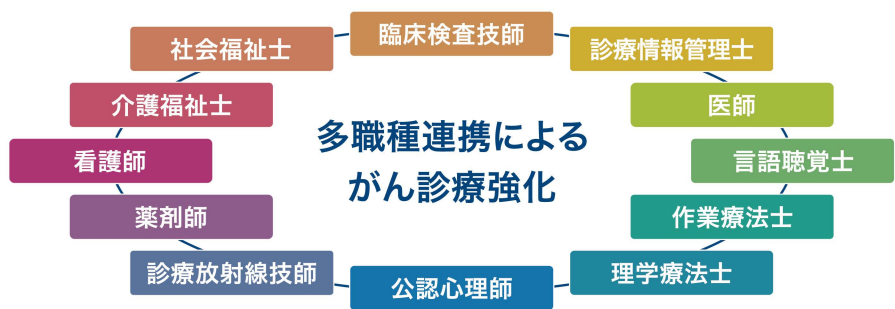 臨床検査技師
社会福祉士
診療情報管理士
介護福祉士
医師
多職種連携による
がん診療強化
看護師
言語聴覚士
薬剤師
作業療法士
診療放射線技師
理学療法士
公認心理師